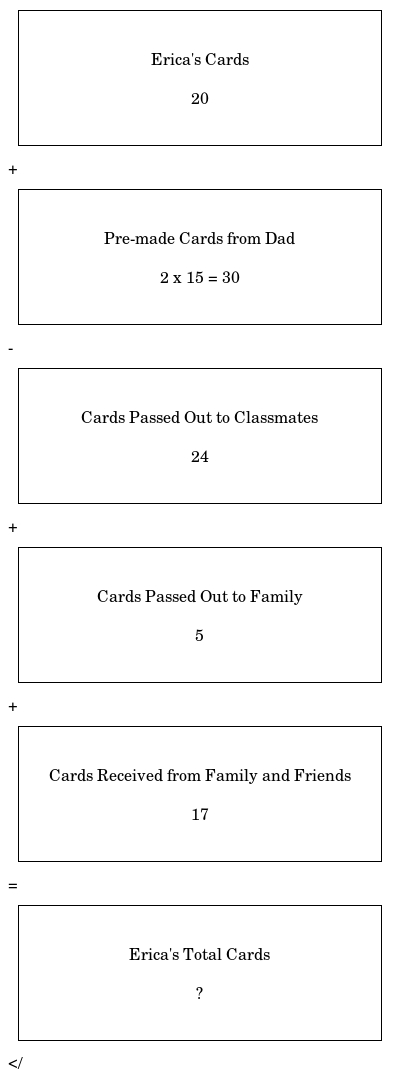 Erica's Cards
20
+
Pre-made Cards from Dad
2 x 15 = 30
-
Cards Passed Out to Classmates
24
+
Cards Passed Out to Family
5
+
Cards Received from Family and Friends
17
=
Erica's Total Cards
?
</